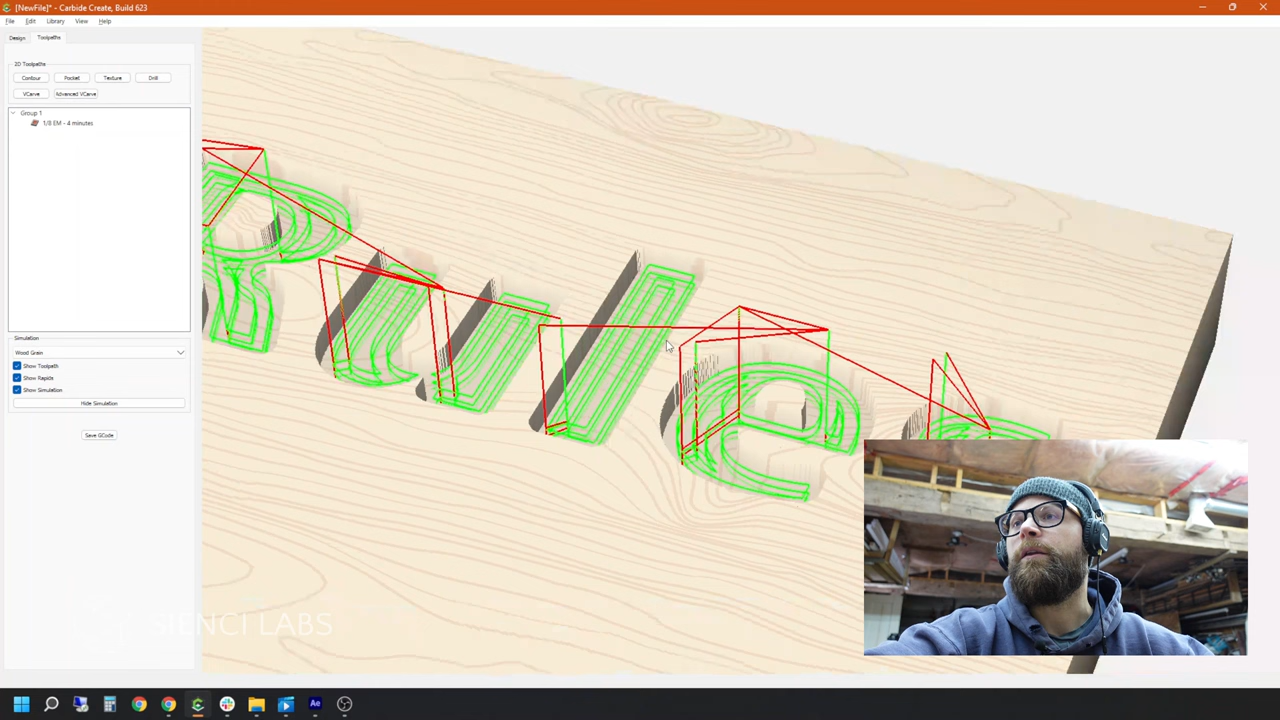 [NewFile]* - Carbide Create, Build 623
File Edit Library View Help
Design Toolpaths
2D Toolpaths
Contour Pocket Texture Drill
VCarve Advanced VCarve
Group 1
1/8 EM - 4 minutes
Simulation
Wood Grain
Show Toolpath
Show Rapids
Show Simulation
Hide Simulation
Save GCode
SIENCI LABS